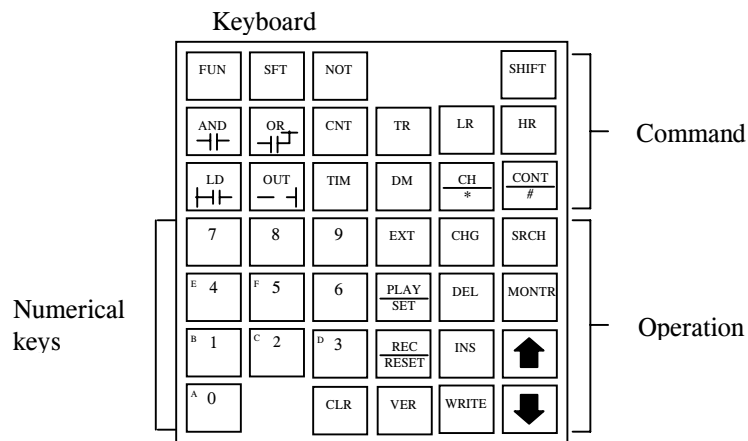 Keyboard
FUN SFT NOT SHIFT
AND OR CNT TR LR HR
LD OUT TIM DM CH CONT
* #
7 8 9 EXT CHG SRCH
E 4 F 5 6 PLAY DEL MONTR
SET
B 1 C 2 D 3 REC INS
RESET
A 0 CLR VER WRITE
Command
Numerical
keys
Operation